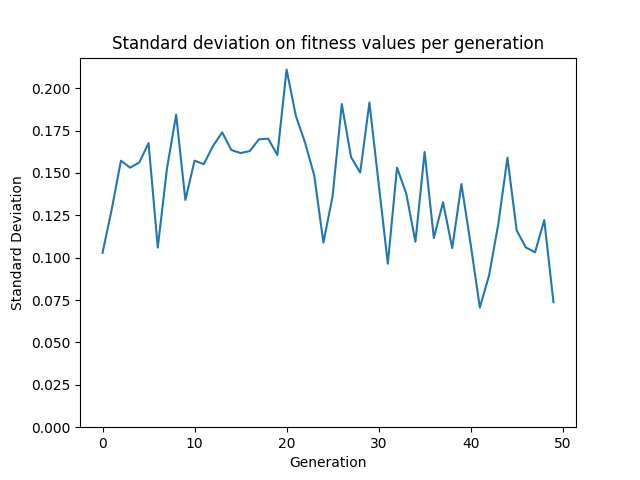 Standard deviation on fitness values per generation
0.200
0.175
0.150
0.125
0.100
0.075
0.050
0.025
0.000
Standard Deviation
0 10 20 30 40 50
Generation